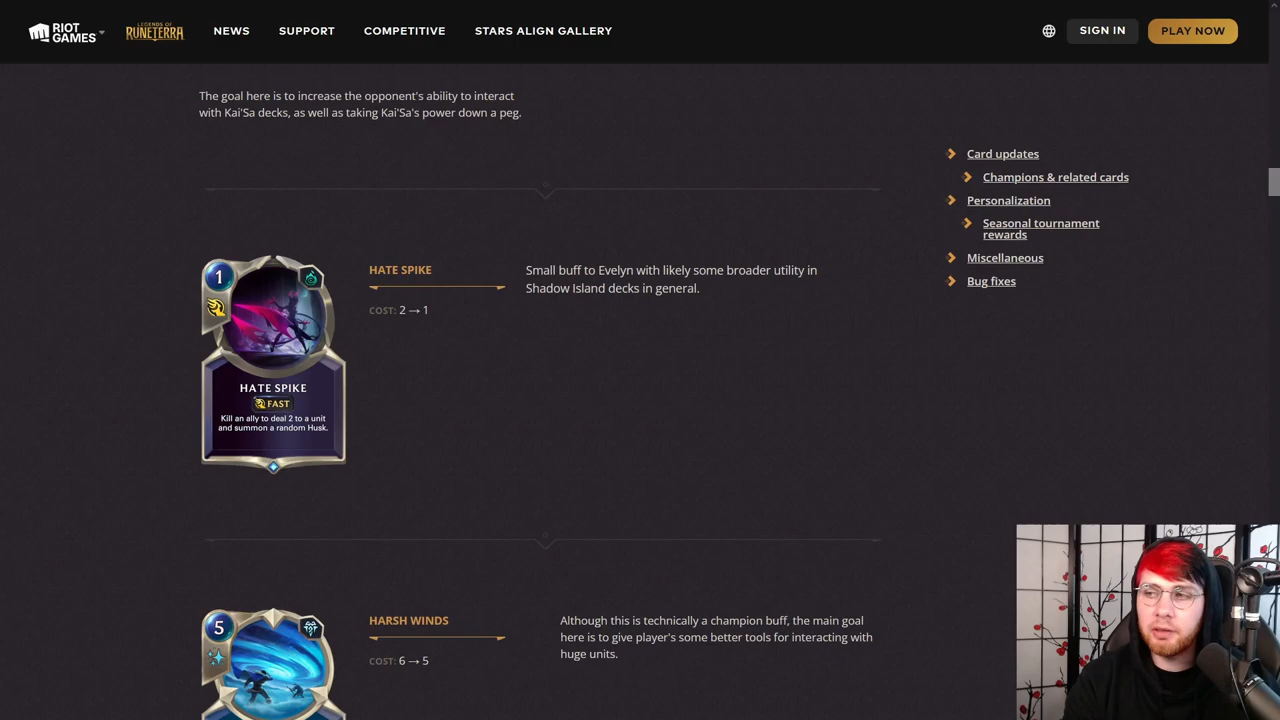 RIOT
GAMES
LEGENDS OF
RUNETERRA
NEWS
SUPPORT
COMPETITIVE
STARS ALIGN GALLERY
SIGN IN
PLAY NOW
The goal here is to increase the opponent's ability to interact
with Kai'Sa decks, as well as taking Kai'Sa's power down a peg.
Card updates
Champions & related cards
Personalization
Seasonal tournament
rewards
Miscellaneous
Bug fixes
1
HATE SPIKE
FAST
Kill an ally to deal 2 to a unit
and summon a random Husk.
HATE SPIKE
COST: 2 → 1
Small buff to Evelyn with likely some broader utility in
Shadow Island decks in general.
5
HARSH WINDS
COST: 6 → 5
Although this is technically a champion buff, the main goal
here is to give player's some better tools for interacting with
huge units.